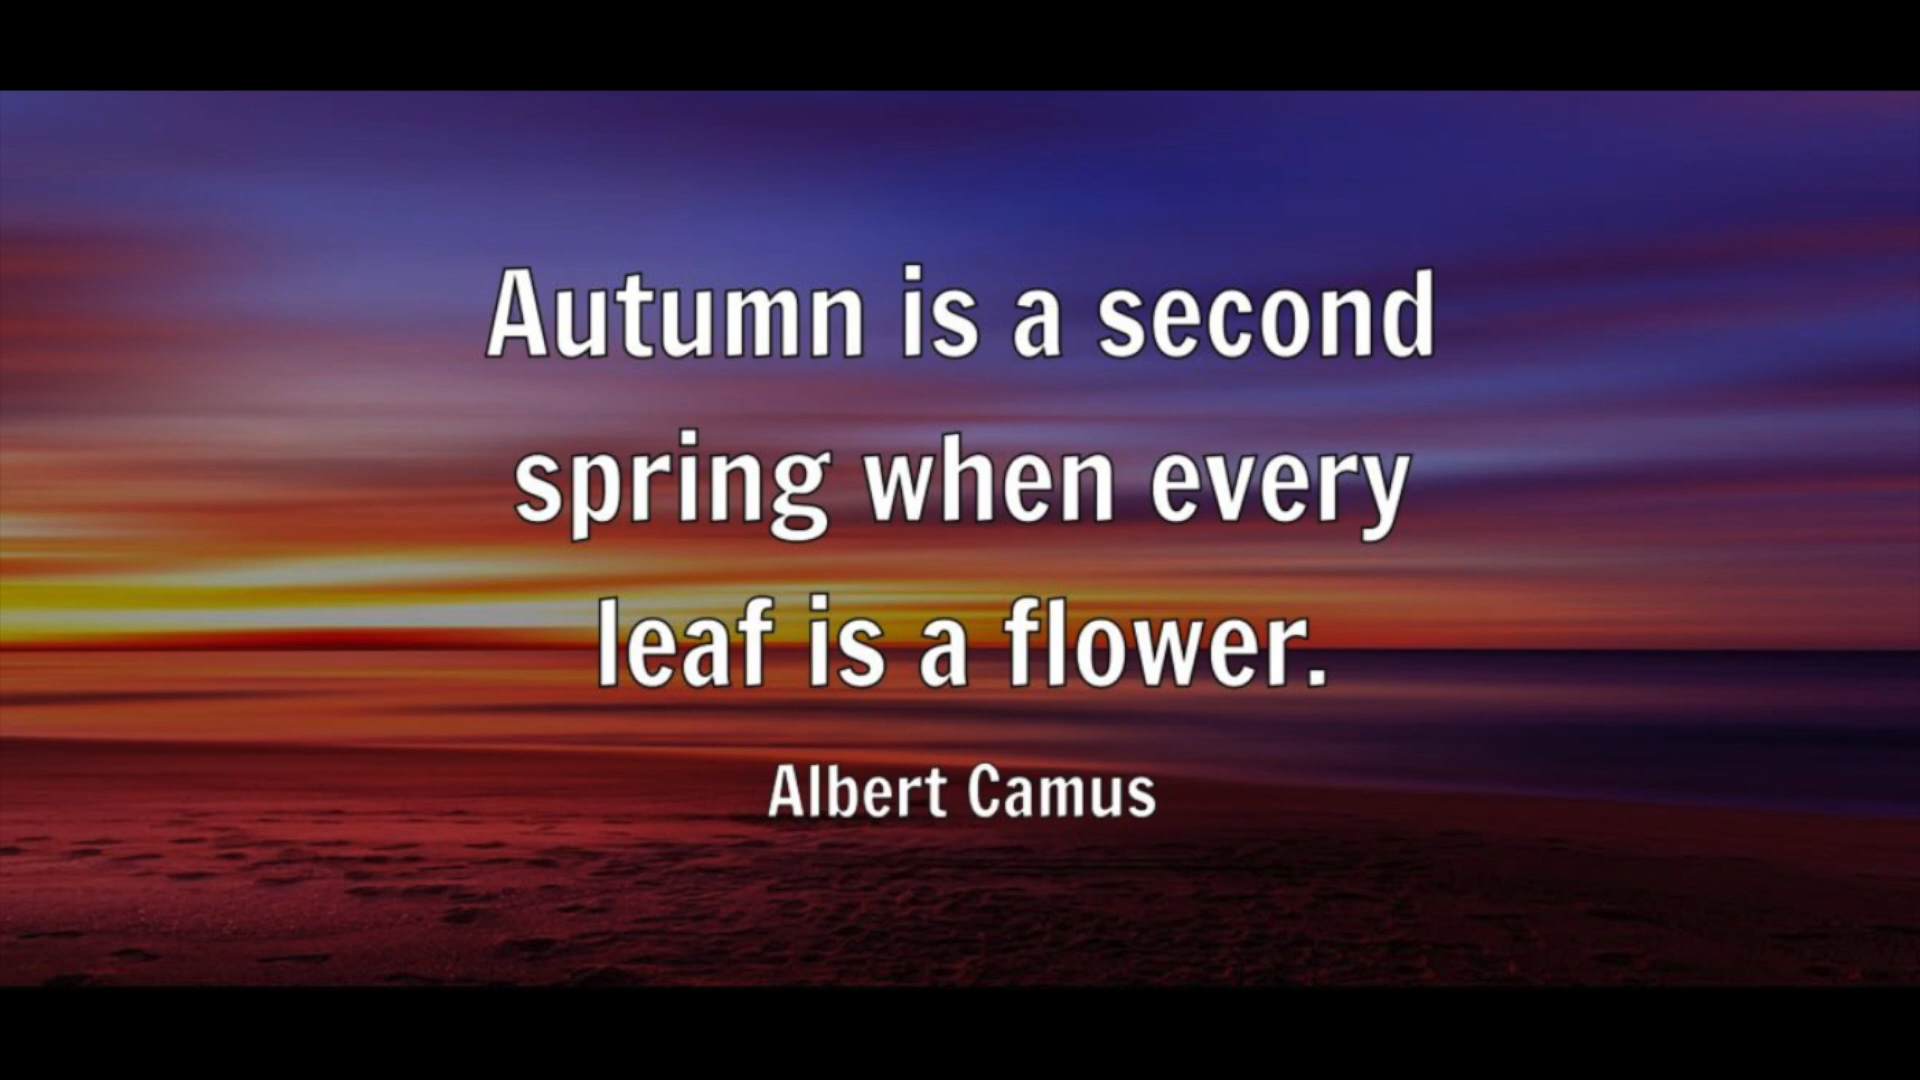 Autumn is a second
spring when every
leaf is a flower.
Albert Camus